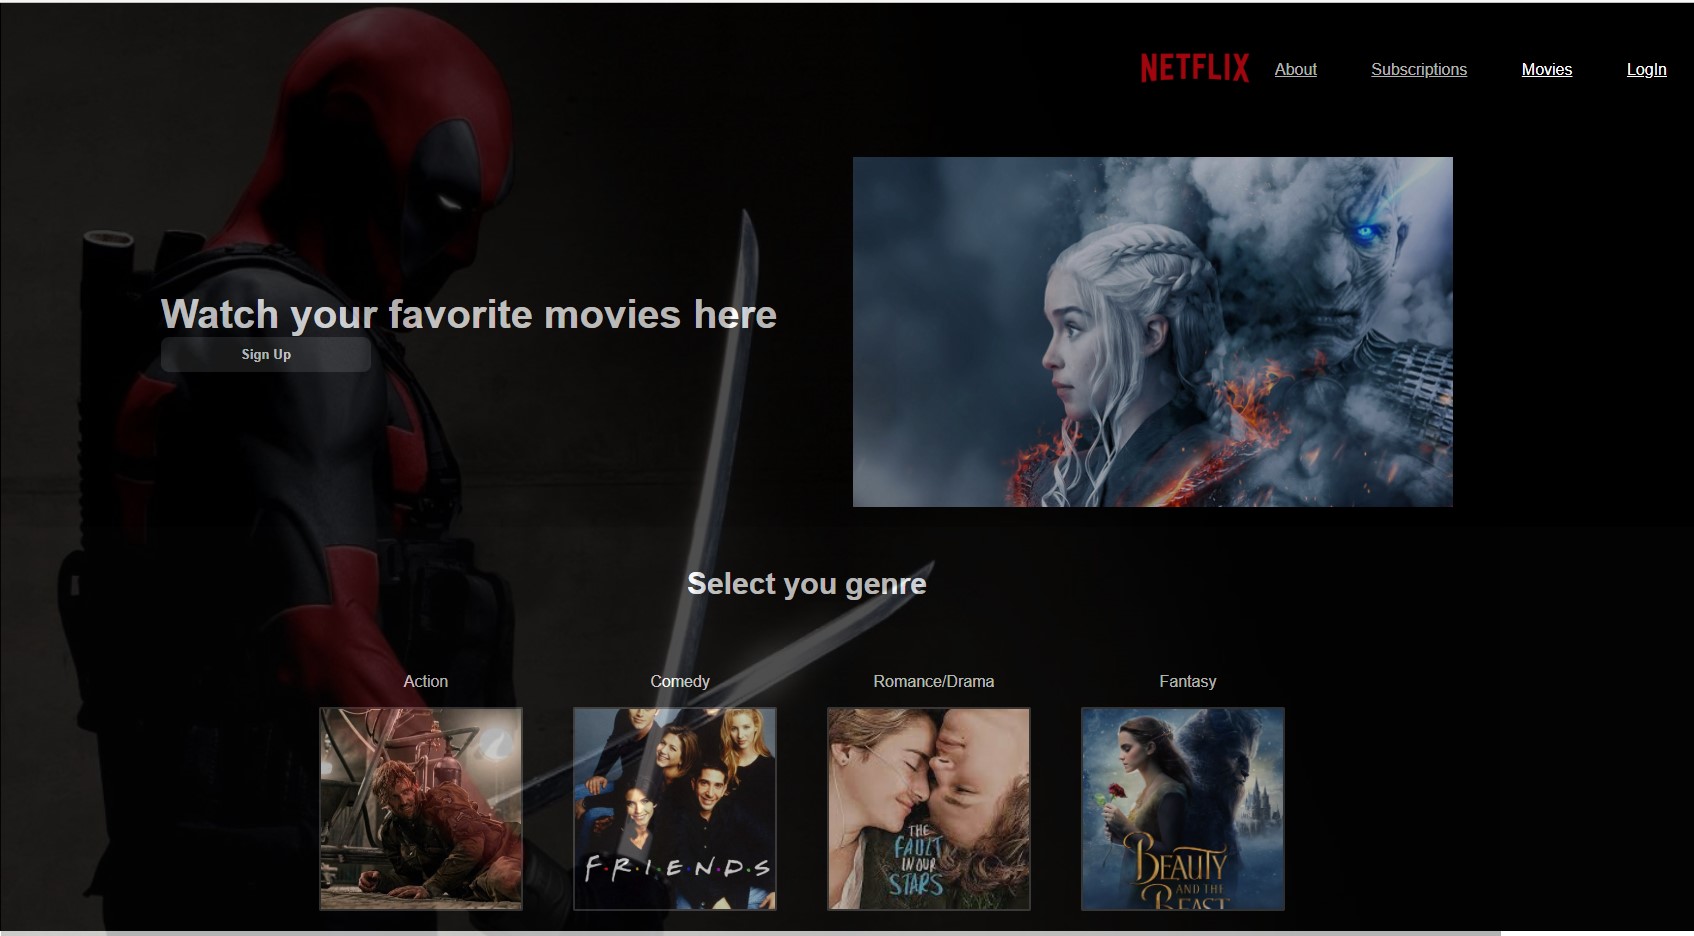 NETFLIX About Subscriptions Movies LogIn
Watch your favorite movies here
Sign Up
Select you genre
Action Comedy Romance/Drama Fantasy
F·R·I·E·N·D·S
THE
FAULT
IN OUR
STARS
BEAUTY
AND THE
BEAST